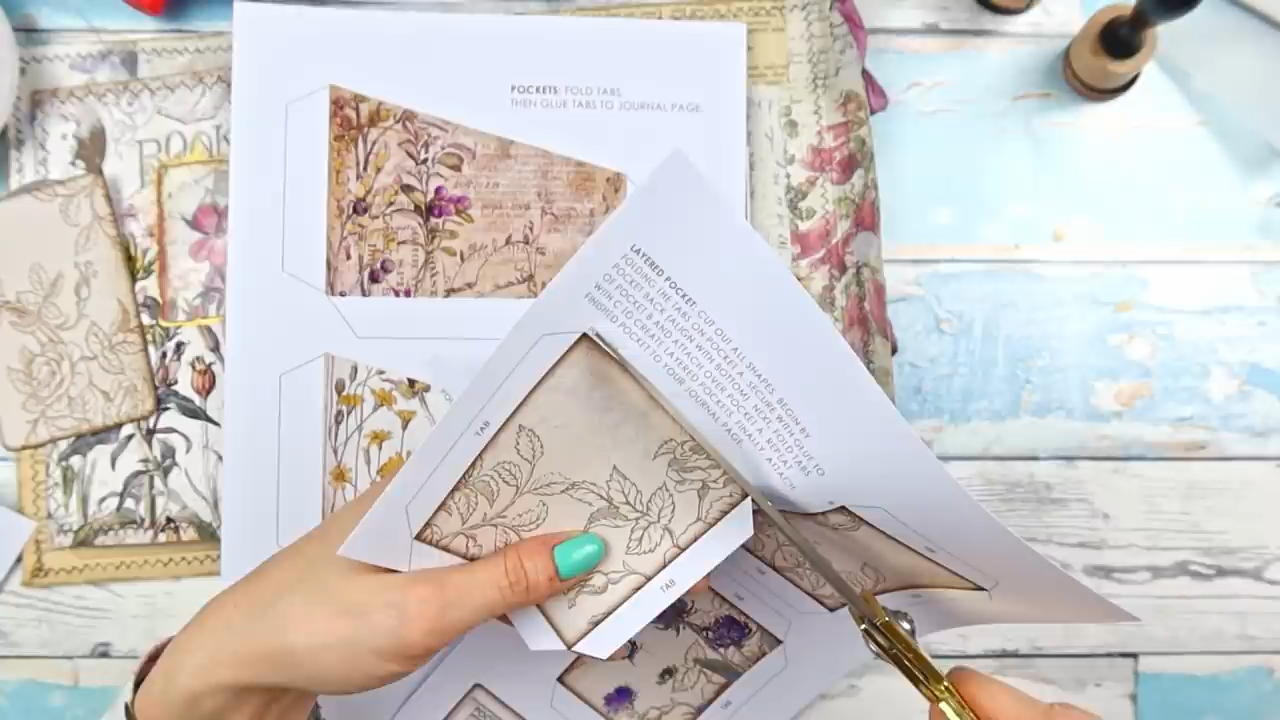 BOOK
POCKETS: FOLD TABS,
THEN GLUE TABS TO JOURNAL PAGE.
LAYERED POCKET: CUT OUT ALL SHAPES. BEGIN BY
FOLDING THE TABS ON POCKET A. SECURE WITH GLUE TO
POCKET BACK (ALIGN WITH BOTTOM). NEXT, FOLD TABS
OF POCKET B AND ATTACH OVER POCKET A. REPEAT
WITH C TO CREATE LAYERED POCKETS. FINALLY ATTACH
FINISHED POCKET TO YOUR JOURNAL PAGE.
TAB
TAB